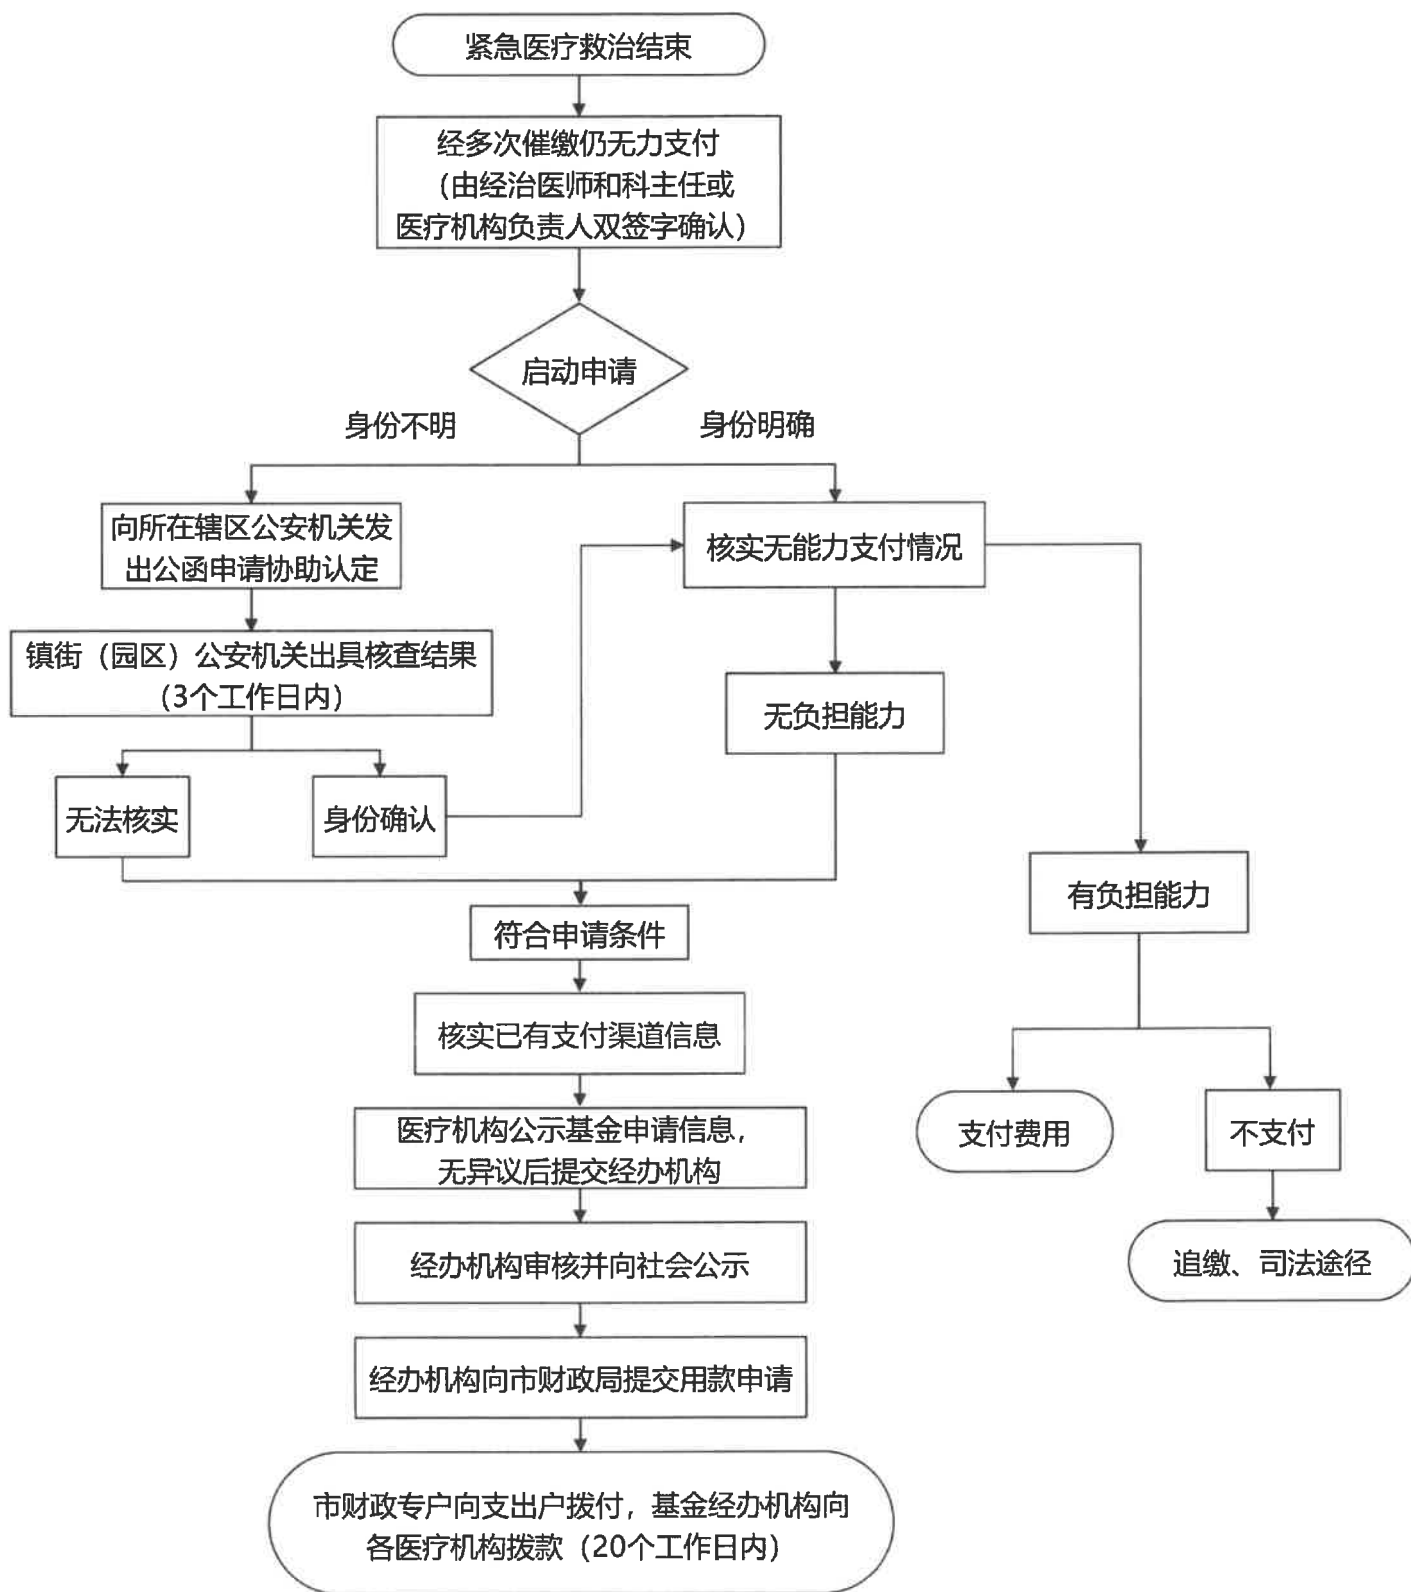 紧急医疗救治结束
经多次催缴仍无力支付
（由经治医师和科主任或
医疗机构负责人双签字确认）
启动申请
身份不明
身份明确
向所在辖区公安机关发
出公函申请协助认定
核实无能力支付情况
镇街（园区）公安机关出具核查结果
（3个工作日内）
无负担能力
无法核实
身份确认
有负担能力
符合申请条件
核实已有支付渠道信息
医疗机构公示基金申请信息，
无异议后提交经办机构
支付费用
不支付
经办机构审核并向社会公示
追缴、司法途径
经办机构向市财政局提交用款申请
市财政专户向支出户拨付，基金经办机构向
各医疗机构拨款（20个工作日内）